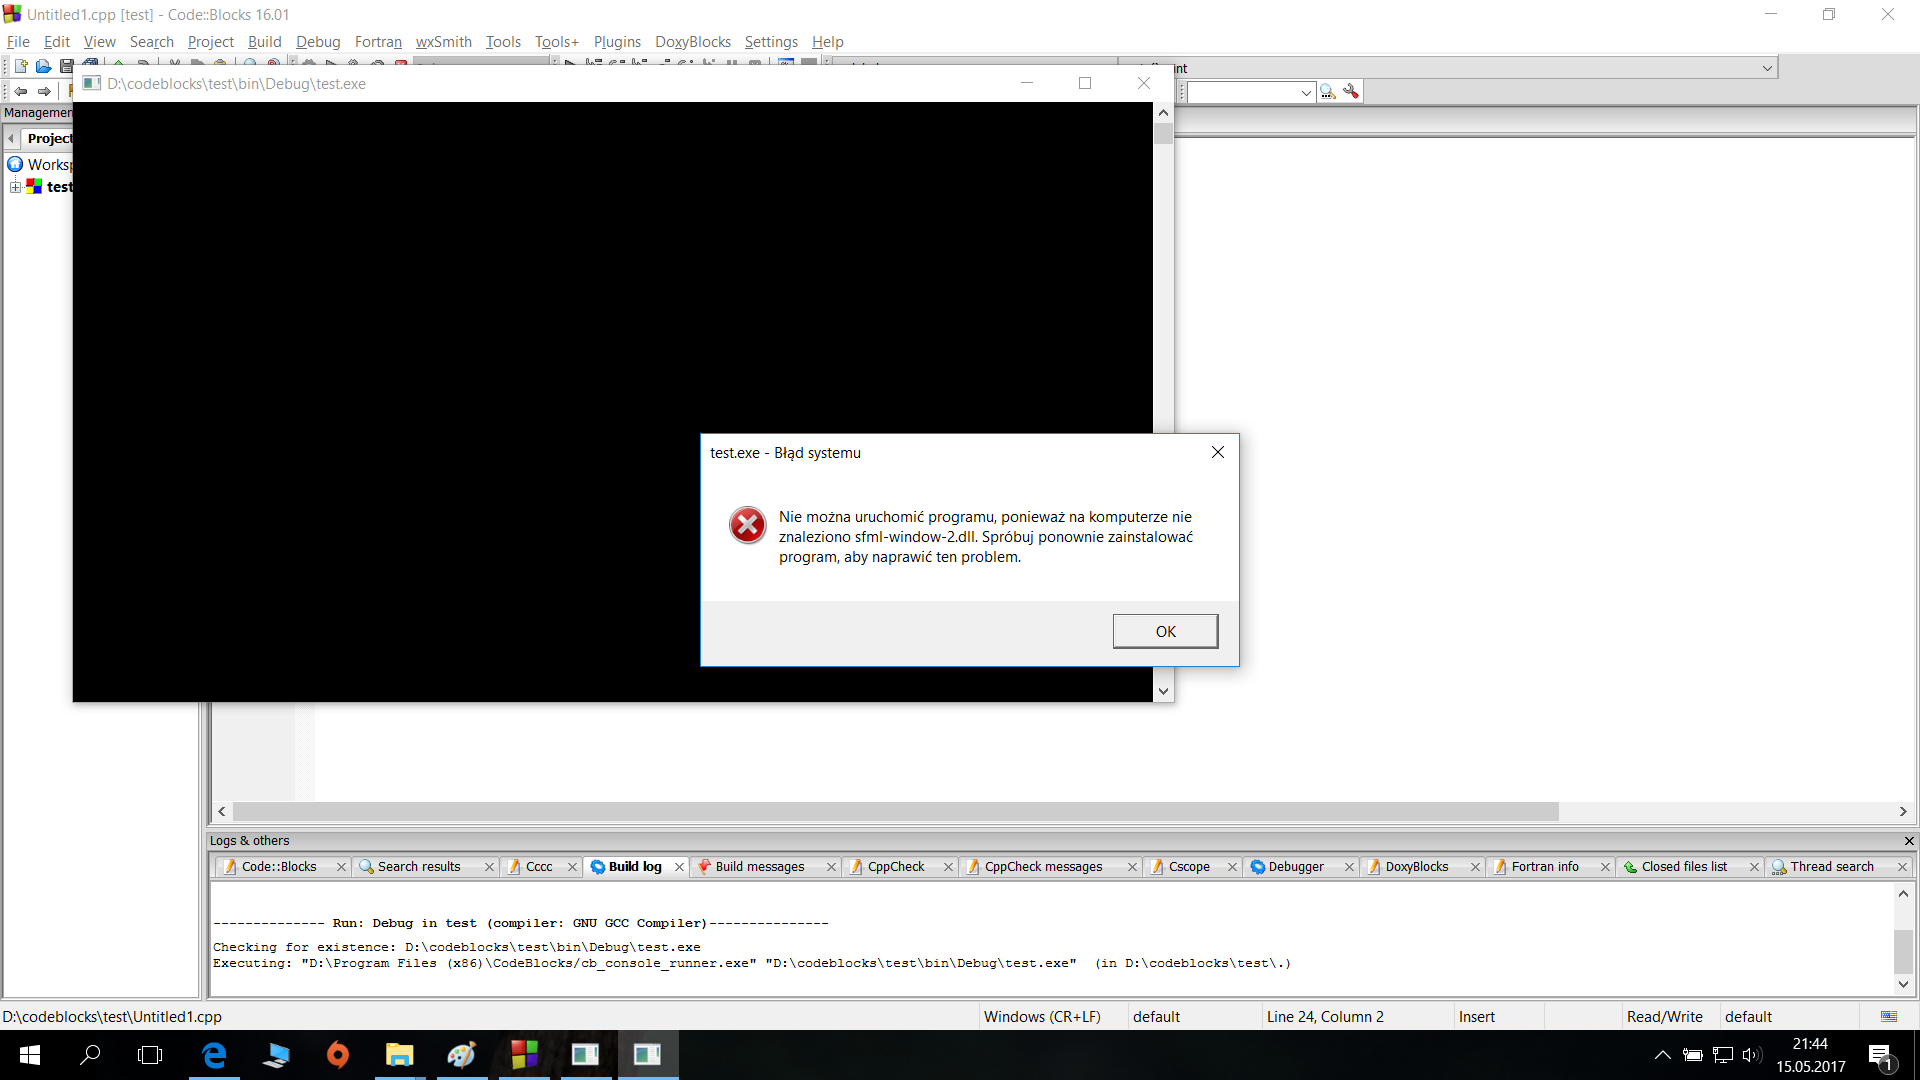 Untitled1.cpp [test] - Code::Blocks 16.01
File Edit View Search Project Build Debug Fortran wxSmith Tools Tools+ Plugins DoxyBlocks Settings Help
D:\codeblocks\test\bin\Debug\test.exe
Project
test
test.exe - Błąd systemu
Nie można uruchomić programu, ponieważ na komputerze nie
znaleziono sfml-window-2.dll. Spróbuj ponownie zainstalować
program, aby naprawić ten problem.
OK
Logs & others
Code::Blocks Search results Cccc Build log Build messages CppCheck CppCheck messages Cscope Debugger DoxyBlocks Fortran info Closed files list Thread search
-------------- Run: Debug in test (compiler: GNU GCC Compiler)---------------
Checking for existence: D:\codeblocks\test\bin\Debug\test.exe
Executing: "D:\Program Files (x86)\CodeBlocks/cb_console_runner.exe" "D:\codeblocks\test\bin\Debug\test.exe"  (in D:\codeblocks\test\.)
D:\codeblocks\test\Untitled1.cpp Windows (CR+LF) default Line 24, Column 2 Insert Read/Write default
21:44
15.05.2017
1